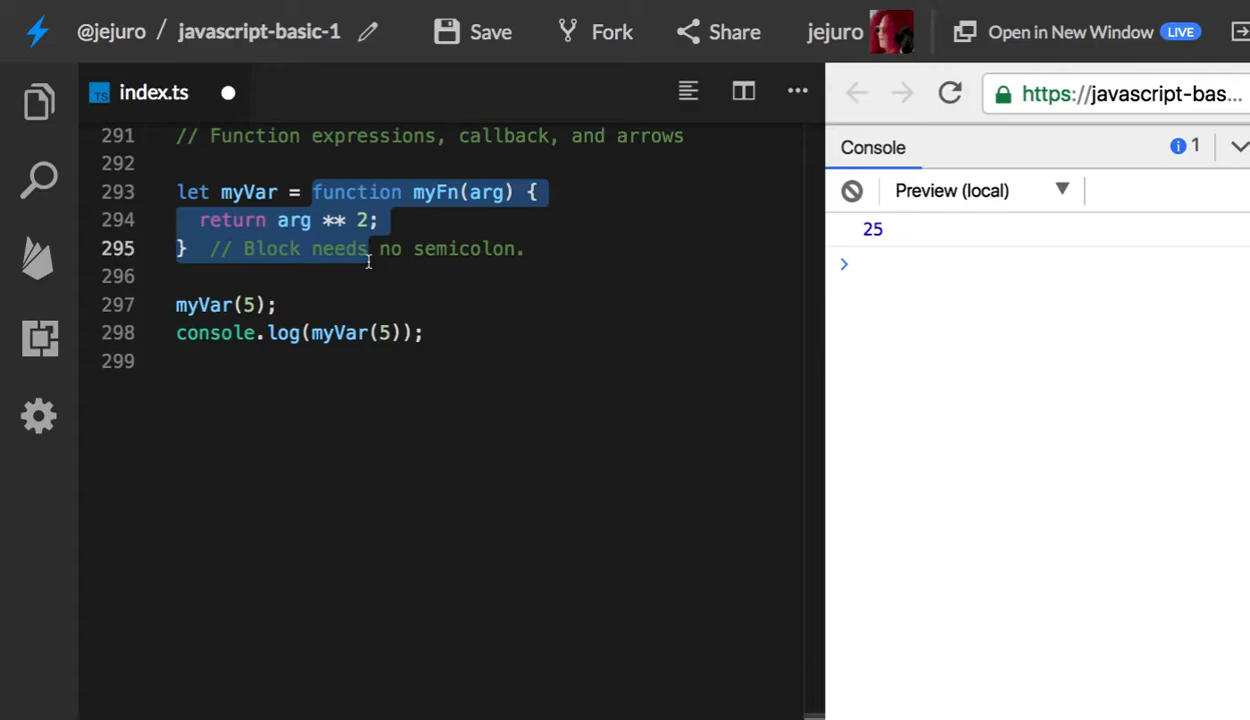 @jejuro / javascript-basic-1 Save Fork Share jejuro Open in New Window LIVE
TS index.ts https://javascript-bas...
291 // Function expressions, callback, and arrows
292
293 let myVar = function myFn(arg) {
294 return arg ** 2;
295 } // Block needs no semicolon.
296
297 myVar(5);
298 console.log(myVar(5));
299
Console 1
Preview (local)
25